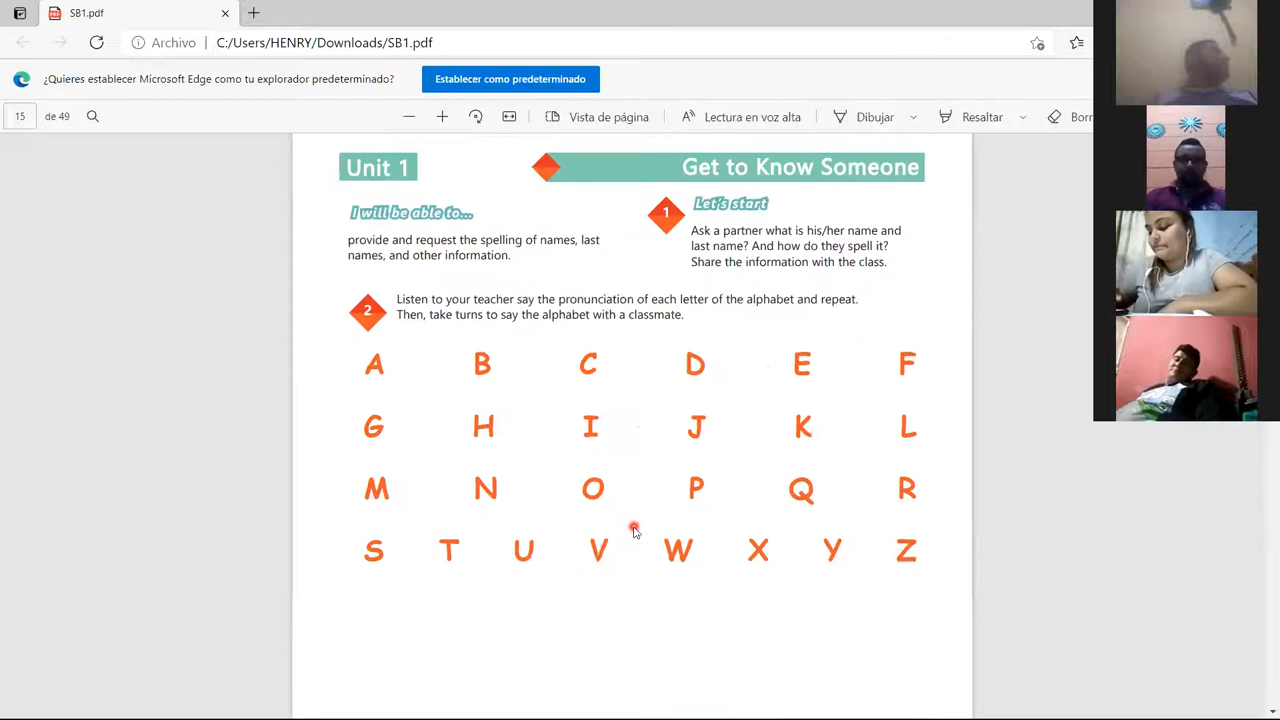 SB1.pdf
Archivo C:/Users/HENRY/Downloads/SB1.pdf
¿Quieres establecer Microsoft Edge como tu explorador predeterminado? Establecer como predeterminado
15 de 49 Vista de página Lectura en voz alta Dibujar Resaltar Borr
Unit 1 Get to Know Someone
I will be able to...
provide and request the spelling of names, last
names, and other information.
1 Let's start
Ask a partner what is his/her name and
last name? And how do they spell it?
Share the information with the class.
2 Listen to your teacher say the pronunciation of each letter of the alphabet and repeat.
Then, take turns to say the alphabet with a classmate.
A B C D E F
G H I J K L
M N O P Q R
S T U V W X Y Z